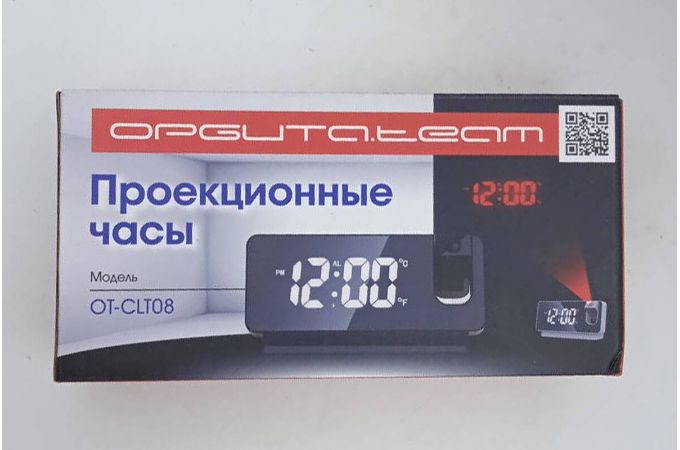 OPGUTA.team
Проекционные
часы
Модель
OT-CLT08
12:00
PM
AL
12:00
°C
°F
12:00